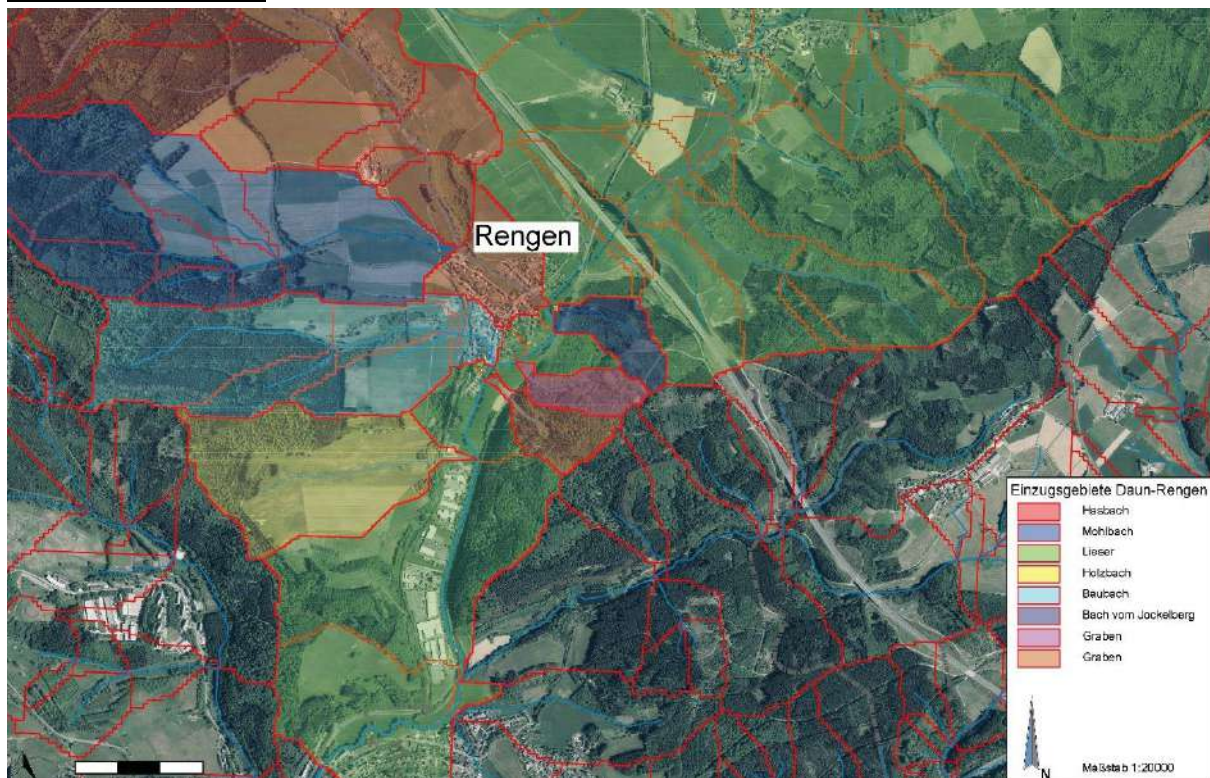 Rengen
Einzugsgebiete Daun-Rengen
Hasbach
Mohlbach
Lieser
Holzbach
Baubach
Bach vom Jockelberg
Graben
Graben
N
Maßstab 1:20000